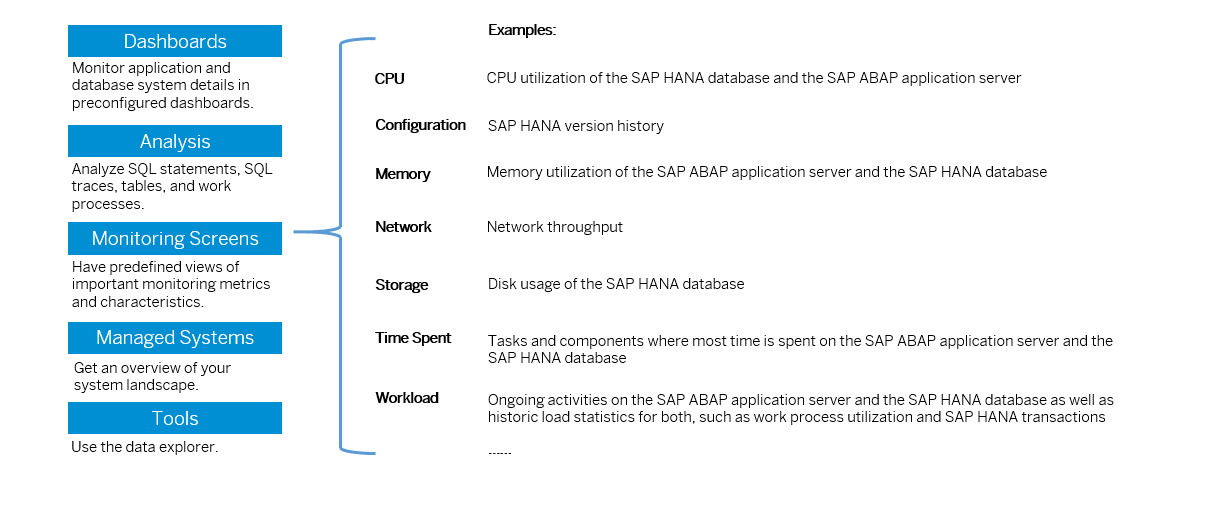 Dashboards
Monitor application and
database system details in
preconfigured dashboards.
Analysis
Analyze SQL statements, SQL
traces, tables, and work
processes.
Monitoring Screens
Have predefined views of
important monitoring metrics
and characteristics.
Managed Systems
Get an overview of your
system landscape.
Tools
Use the data explorer.
Examples:
CPU CPU utilization of the SAP HANA database and the SAP ABAP application server
Configuration SAP HANA version history
Memory Memory utilization of the SAP ABAP application server and the SAP HANA database
Network Network throughput
Storage Disk usage of the SAP HANA database
Time Spent Tasks and components where most time is spent on the SAP ABAP application server and the
SAP HANA database
Workload Ongoing activities on the SAP ABAP application server and the SAP HANA database as well as
historic load statistics for both, such as work process utilization and SAP HANA transactions
......